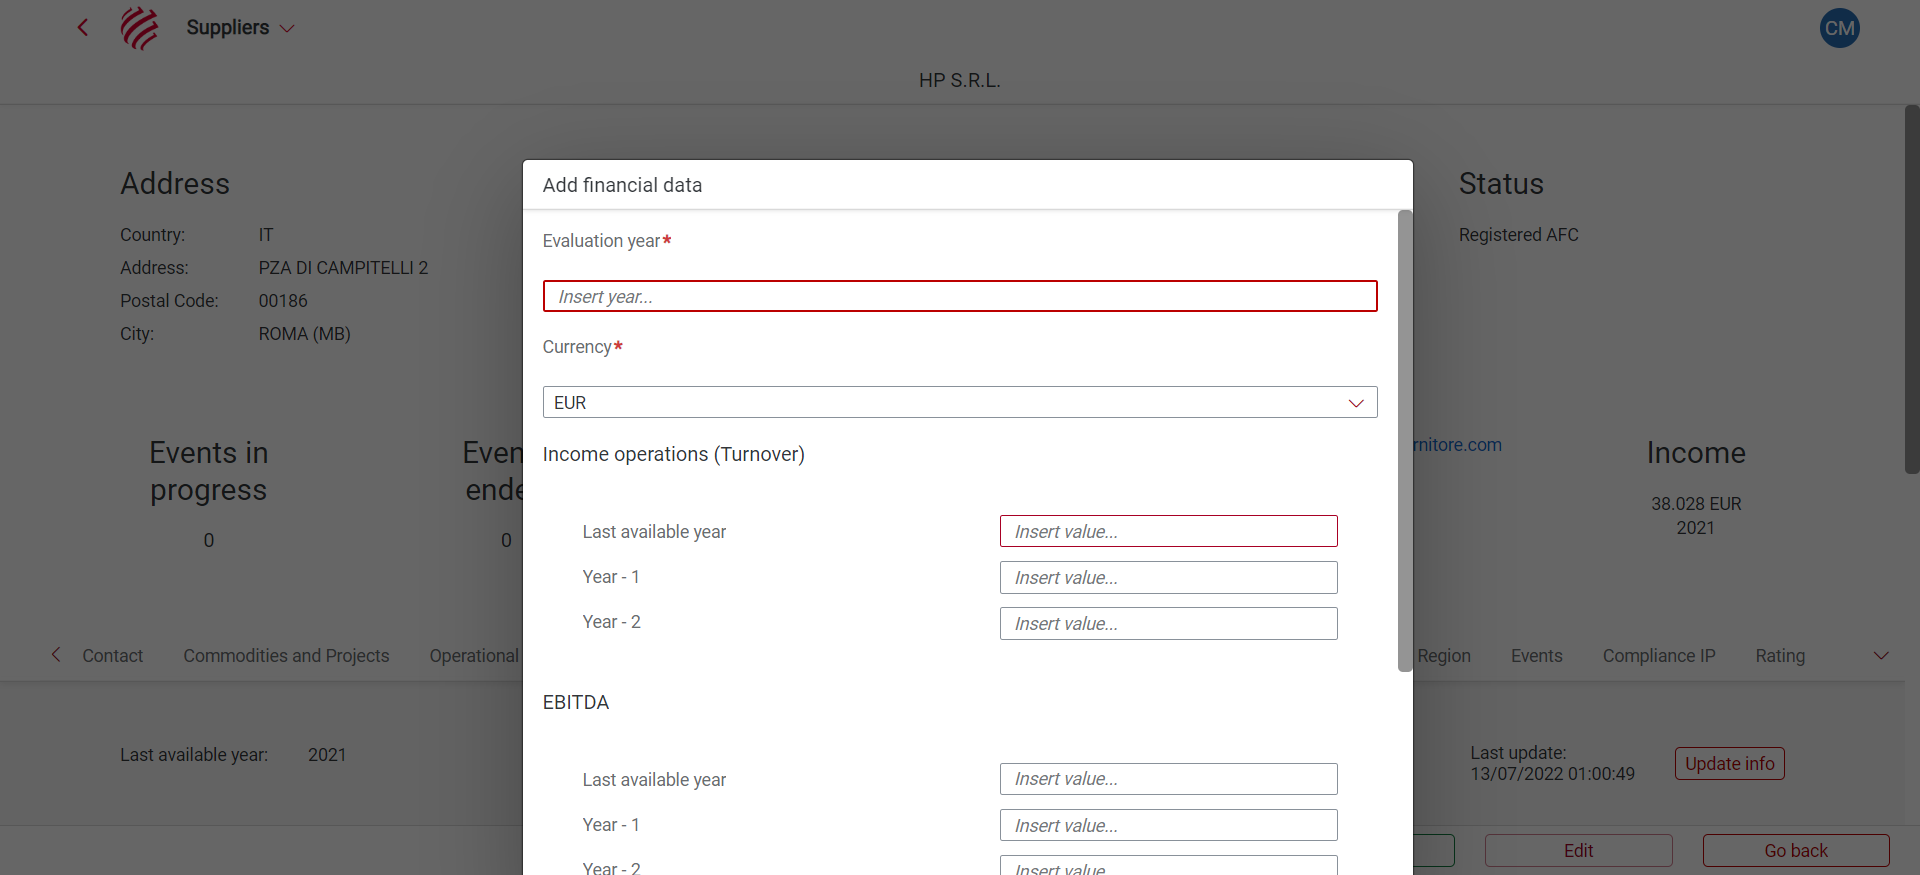 Suppliers
CM
HP S.R.L.
Address
Country: IT
Address: PZA DI CAMPITELLI 2
Postal Code: 00186
City: ROMA (MB)
Status
Registered AFC
Events in
progress
0
Even
ende
0
rnitore.com
Income
38.028 EUR
2021
Contact Commodities and Projects Operational Region Events Compliance IP Rating
Last available year: 2021
Last update:
13/07/2022 01:00:49
Update info
Edit
Go back
Add financial data
Evaluation year*
Insert year...
Currency*
EUR
Income operations (Turnover)
Last available year Insert value...
Year - 1 Insert value...
Year - 2 Insert value...
EBITDA
Last available year Insert value...
Year - 1 Insert value...
Year - 2 Insert value...